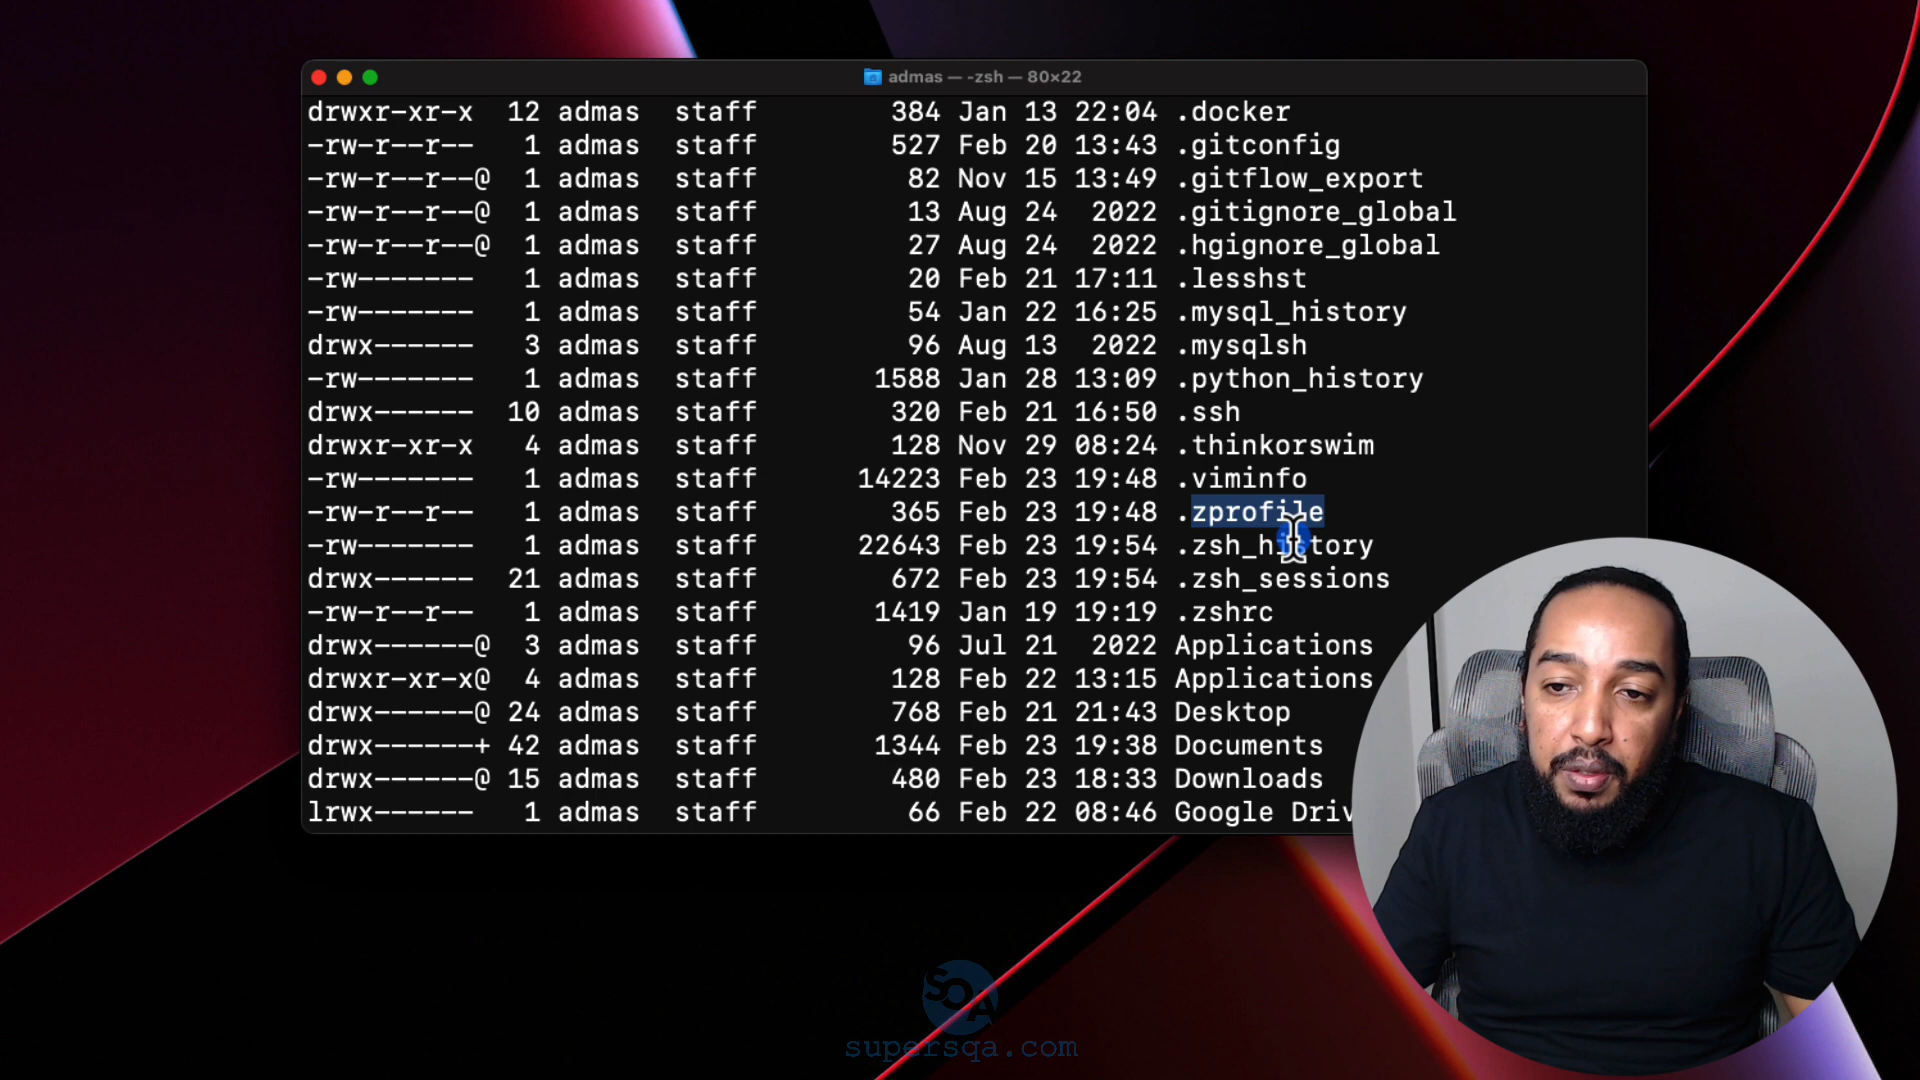 admas — -zsh — 80×22
drwxr-xr-x 12 admas staff 384 Jan 13 22:04 .docker
-rw-r--r-- 1 admas staff 527 Feb 20 13:43 .gitconfig
-rw-r--r--@ 1 admas staff 82 Nov 15 13:49 .gitflow_export
-rw-r--r--@ 1 admas staff 13 Aug 24 2022 .gitignore_global
-rw-r--r--@ 1 admas staff 27 Aug 24 2022 .hgignore_global
-rw------- 1 admas staff 20 Feb 21 17:11 .lesshst
-rw------- 1 admas staff 54 Jan 22 16:25 .mysql_history
drwx------ 3 admas staff 96 Aug 13 2022 .mysqlsh
-rw------- 1 admas staff 1588 Jan 28 13:09 .python_history
drwx------ 10 admas staff 320 Feb 21 16:50 .ssh
drwxr-xr-x 4 admas staff 128 Nov 29 08:24 .thinkorswim
-rw------- 1 admas staff 14223 Feb 23 19:48 .viminfo
-rw-r--r-- 1 admas staff 365 Feb 23 19:48 .zprofile
-rw------- 1 admas staff 22643 Feb 23 19:54 .zsh_history
drwx------ 21 admas staff 672 Feb 23 19:54 .zsh_sessions
-rw-r--r-- 1 admas staff 1419 Jan 19 19:19 .zshrc
drwx------@ 3 admas staff 96 Jul 21 2022 Applications
drwxr-xr-x@ 4 admas staff 128 Feb 22 13:15 Applications
drwx------@ 24 admas staff 768 Feb 21 21:43 Desktop
drwx------+ 42 admas staff 1344 Feb 23 19:38 Documents
drwx------@ 15 admas staff 480 Feb 23 18:33 Downloads
lrwx------ 1 admas staff 66 Feb 22 08:46 Google Driv
SQA
supersqa.com